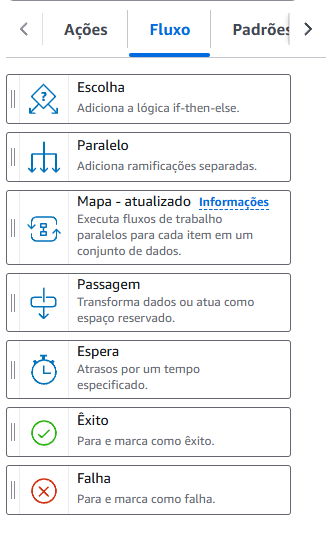 Ações Fluxo Padrões
Escolha
Adiciona a lógica if-then-else.
Paralelo
Adiciona ramificações separadas.
Mapa - atualizado Informações
Executa fluxos de trabalho
paralelos para cada item em um
conjunto de dados.
Passagem
Transforma dados ou atua como
espaço reservado.
Espera
Atrasos por um tempo
especificado.
Êxito
Para e marca como êxito.
Falha
Para e marca como falha.